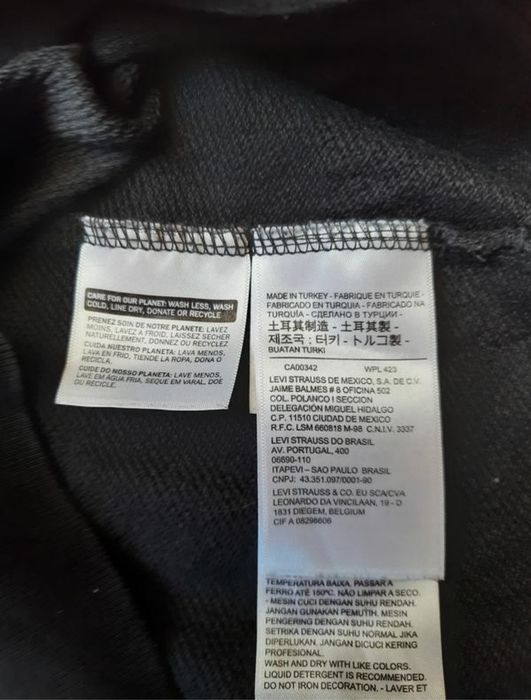 CARE FOR OUR PLANET: WASH LESS, WASH
COLD, LINE DRY, DONATE OR RECYCLE
PRENEZ SOIN DE NOTRE PLANETE: LAVEZ
MOINS, LAVEZ A FROID, LAISSEZ SECHER
NATURELLEMENT, DONNEZ OU RECYCLEZ
CUIDA NUESTRO PLANETA: LAVA MENOS,
LAVA EN FRIO, TIENDE LA ROPA, DONA O
RECICLA.
CUIDE DO NOSSO PLANETA: LAVE MENOS,
LAVE EM ÁGUA FRIA, SEQUE EM VARAL, DOE
OU RECICLE.
MADE IN TURKEY - FABRIQUE EN TURQUIE -
FABRICADO EN TURQUIA - FABRICADO NA
TURQUÍA - СДЕЛАНО В ТУРЦИИ -
土耳其制造 - 土耳其製 -
제조국 : 터키 - トルコ製 -
BUATAN TURKI
CA00342 WPL 423
LEVI STRAUSS DE MEXICO, S.A. DE C.V.
JAIME BALMES # 8 OFICINA 502
COL. POLANCO I SECCION
DELEGACIÓN MIGUEL HIDALGO
C.P. 11510 CIUDAD DE MEXICO
R.F.C. LSM 660818 M-98 C.N.I.V. 3337
LEVI STRAUSS DO BRASIL
AV. PORTUGAL, 400
06690-110
ITAPEVI – SAO PAULO BRASIL
CNPJ: 43.351.097/0001-90
LEVI STRAUSS & CO. EU SCA/CVA
LEONARDO DA VINCILAAN, 19 - D
1831 DIEGEM, BELGIUM
CIF A 08296606
TEMPERATURA BAIXA. PASSAR A
FERRO ATÉ 150ºC. NÃO LIMPAR A SECO.
- MESIN CUCI DENGAN SUHU RENDAH.
JANGAN GUNAKAN PEMUTIH. MESIN
PENGERING DENGAN SUHU RENDAH.
SETRIKA DENGAN SUHU NORMAL JIKA
DIPERLUKAN. JANGAN DICUCI KERING
PROFESIONAL.
WASH AND DRY WITH LIKE COLORS.
LIQUID DETERGENT IS RECOMMENDED.
DO NOT IRON DECORATION. - LAVER ET